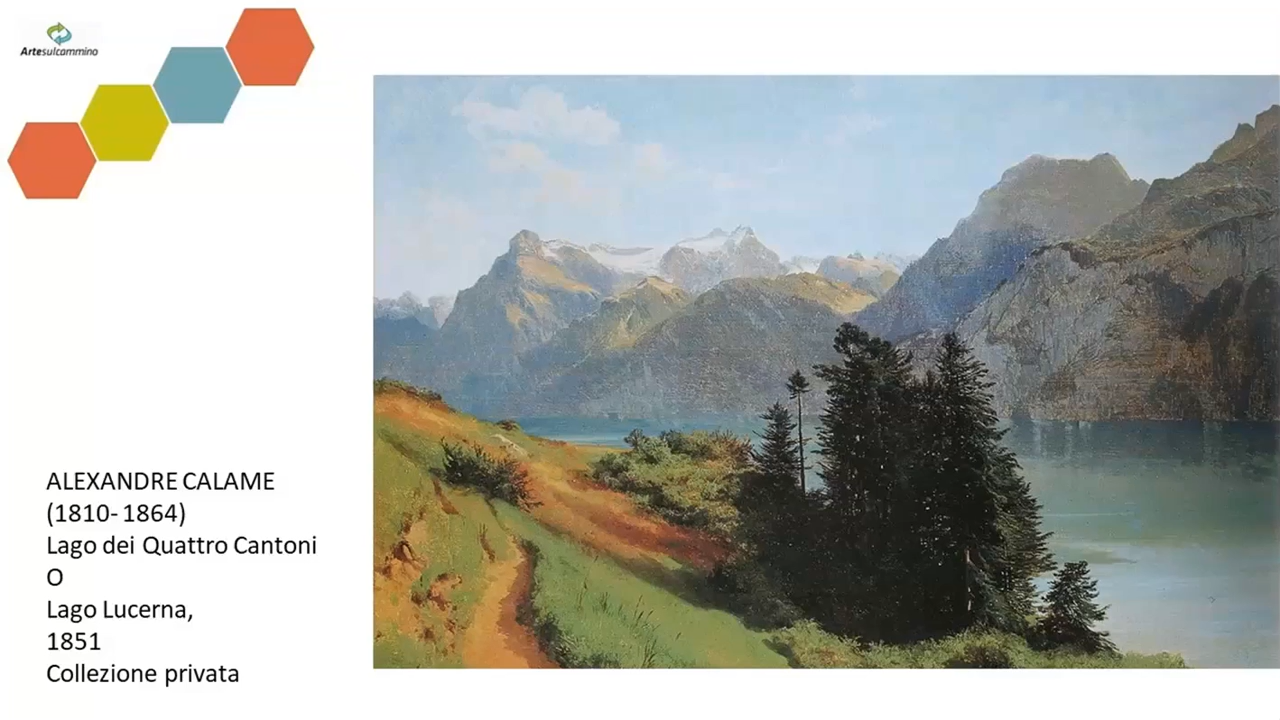 Artesulcammino
ALEXANDRE CALAME
(1810- 1864)
Lago dei Quattro Cantoni
O
Lago Lucerna,
1851
Collezione privata